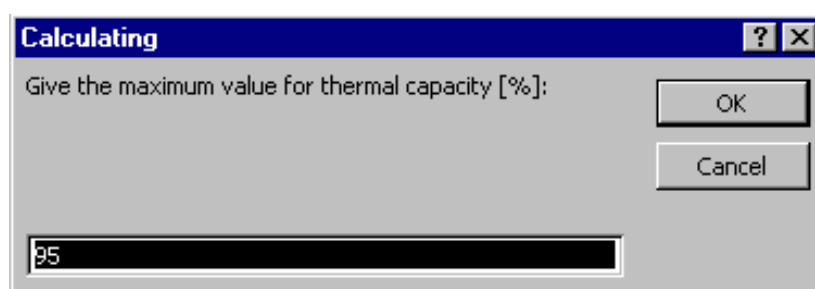 Calculating
Give the maximum value for thermal capacity [%]:
OK
Cancel
95